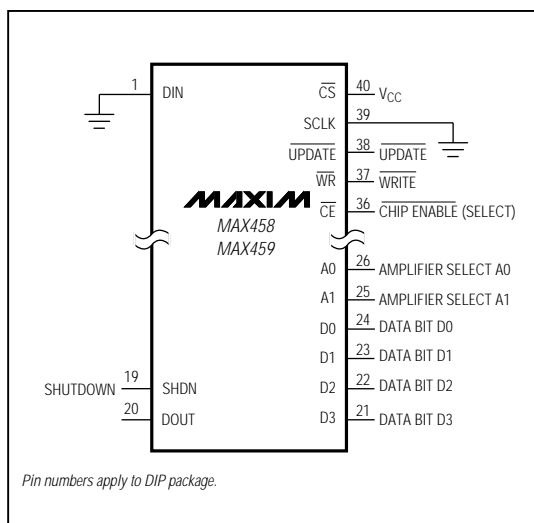 1 DIN
CS 40 VCC
SCLK 39
UPDATE 38 UPDATE
WR 37 WRITE
MAXIM
CE 36 CHIP ENABLE (SELECT)
MAX458
MAX459
A0 26 AMPLIFIER SELECT A0
A1 25 AMPLIFIER SELECT A1
D0 24 DATA BIT D0
D1 23 DATA BIT D1
SHUTDOWN 19 SHDN
D2 22 DATA BIT D2
20 DOUT
D3 21 DATA BIT D3
Pin numbers apply to DIP package.